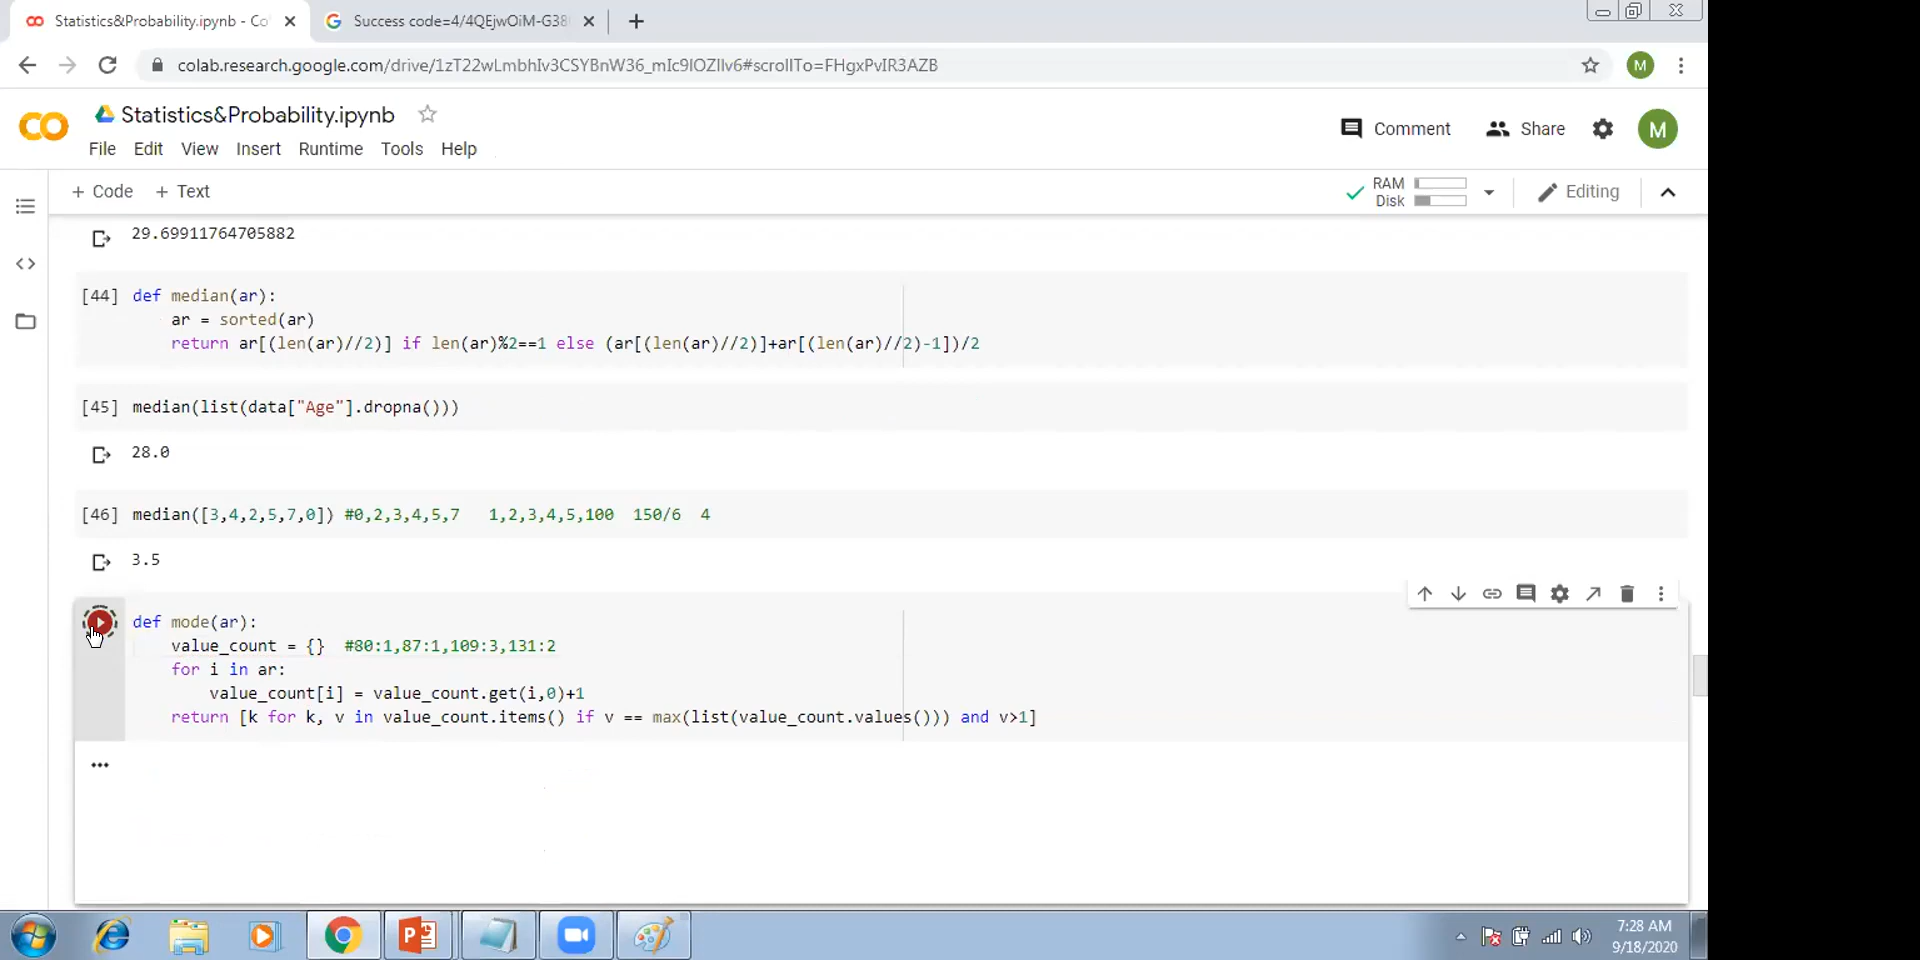 Statistics&Probability.ipynb - Co
Success code=4/4QEjwOiM-G38
colab.research.google.com/drive/1zT22wLmbhIv3CSYBnW36_mIc9lOZllv6#scrollTo=FHgxPvIR3AZB
M
CO
Statistics&Probability.ipynb
Comment
Share
M
File Edit View Insert Runtime Tools Help
+ Code + Text
RAM
Disk
Editing
29.69911764705882
[44] def median(ar):
ar = sorted(ar)
return ar[(len(ar)//2)] if len(ar)%2==1 else (ar[(len(ar)//2)]+ar[(len(ar)//2)-1])/2
[45] median(list(data["Age"].dropna()))
28.0
[46] median([3,4,2,5,7,0]) #0,2,3,4,5,7 1,2,3,4,5,100 150/6 4
3.5
def mode(ar):
value_count = {} #80:1,87:1,109:3,131:2
for i in ar:
value_count[i] = value_count.get(i,0)+1
return [k for k, v in value_count.items() if v == max(list(value_count.values())) and v>1]
7:28 AM
9/18/2020